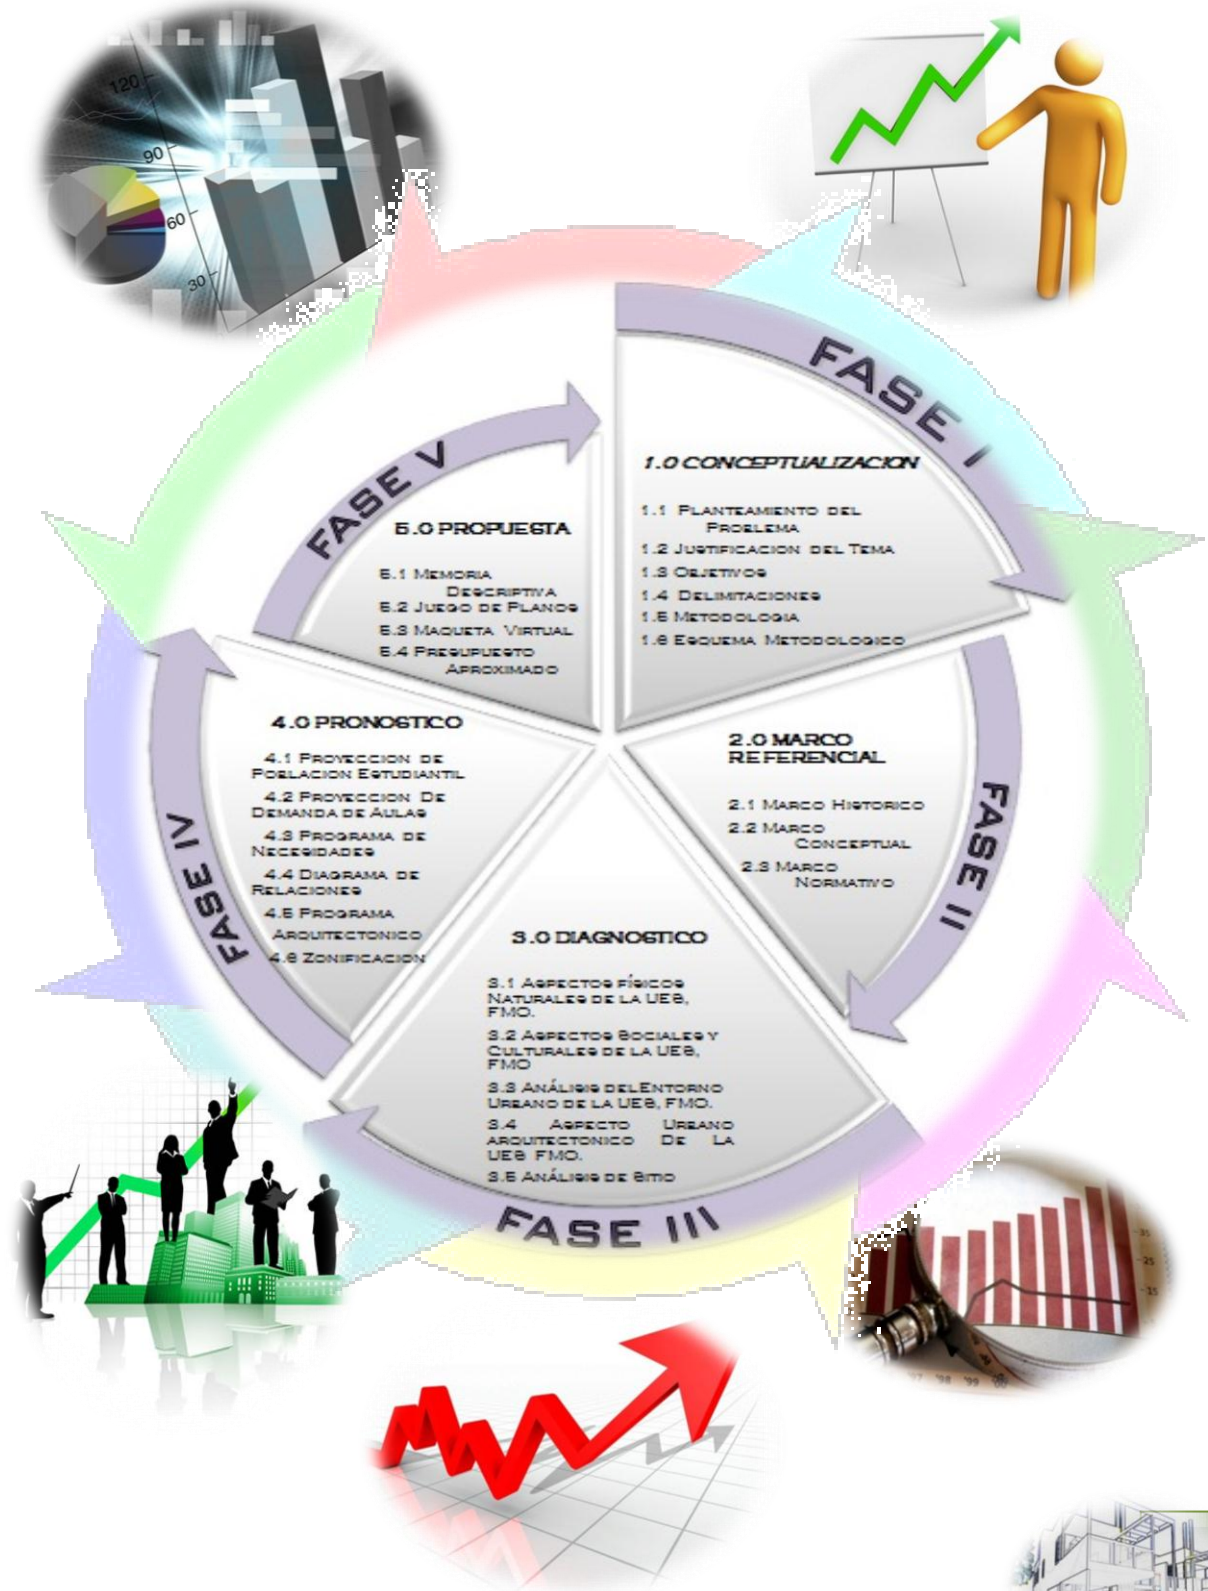 FASE I
1.0 CONCEPTUALIZACION
1.1 PLANTEAMIENTO DEL
PROBLEMA
1.2 JUSTIFICACION DEL TEMA
1.3 OBJETIVOS
1.4 DELIMITACIONES
1.5 METODOLOGIA
1.6 ESQUEMA METODOLOGICO
FASE II
2.0 MARCO
REFERENCIAL
2.1 MARCO HISTORICO
2.2 MARCO
CONCEPTUAL
2.3 MARCO
NORMATIVO
FASE III
3.0 DIAGNOSTICO
3.1 ASPECTOS FÍSICOS
NATURALES DE LA UES,
FMO.
3.2 ASPECTOS SOCIALES Y
CULTURALES DE LA UES,
FMO
3.3 ANÁLISIS DEL ENTORNO
URBANO DE LA UES, FMO.
3.4 ASPECTO URBANO
ARQUITECTONICO DE LA
UES FMO.
3.5 ANÁLISIS DE SITIO
FASE IV
4.0 PRONOSTICO
4.1 PROYECCION DE
POBLACION ESTUDIANTIL
4.2 PROYECCION DE
DEMANDA DE AULAS
4.3 PROGRAMA DE
NECESIDADES
4.4 DIAGRAMA DE
RELACIONES
4.5 PROGRAMA
ARQUITECTONICO
4.6 ZONIFICACION
FASE V
5.0 PROPUESTA
5.1 MEMORIA
DESCRIPTIVA
5.2 JUEGO DE PLANOS
5.3 MAQUETA VIRTUAL
5.4 PRESUPUESTO
APROXIMADO
120
90
60
30
35
25
15
'97 '98 '99